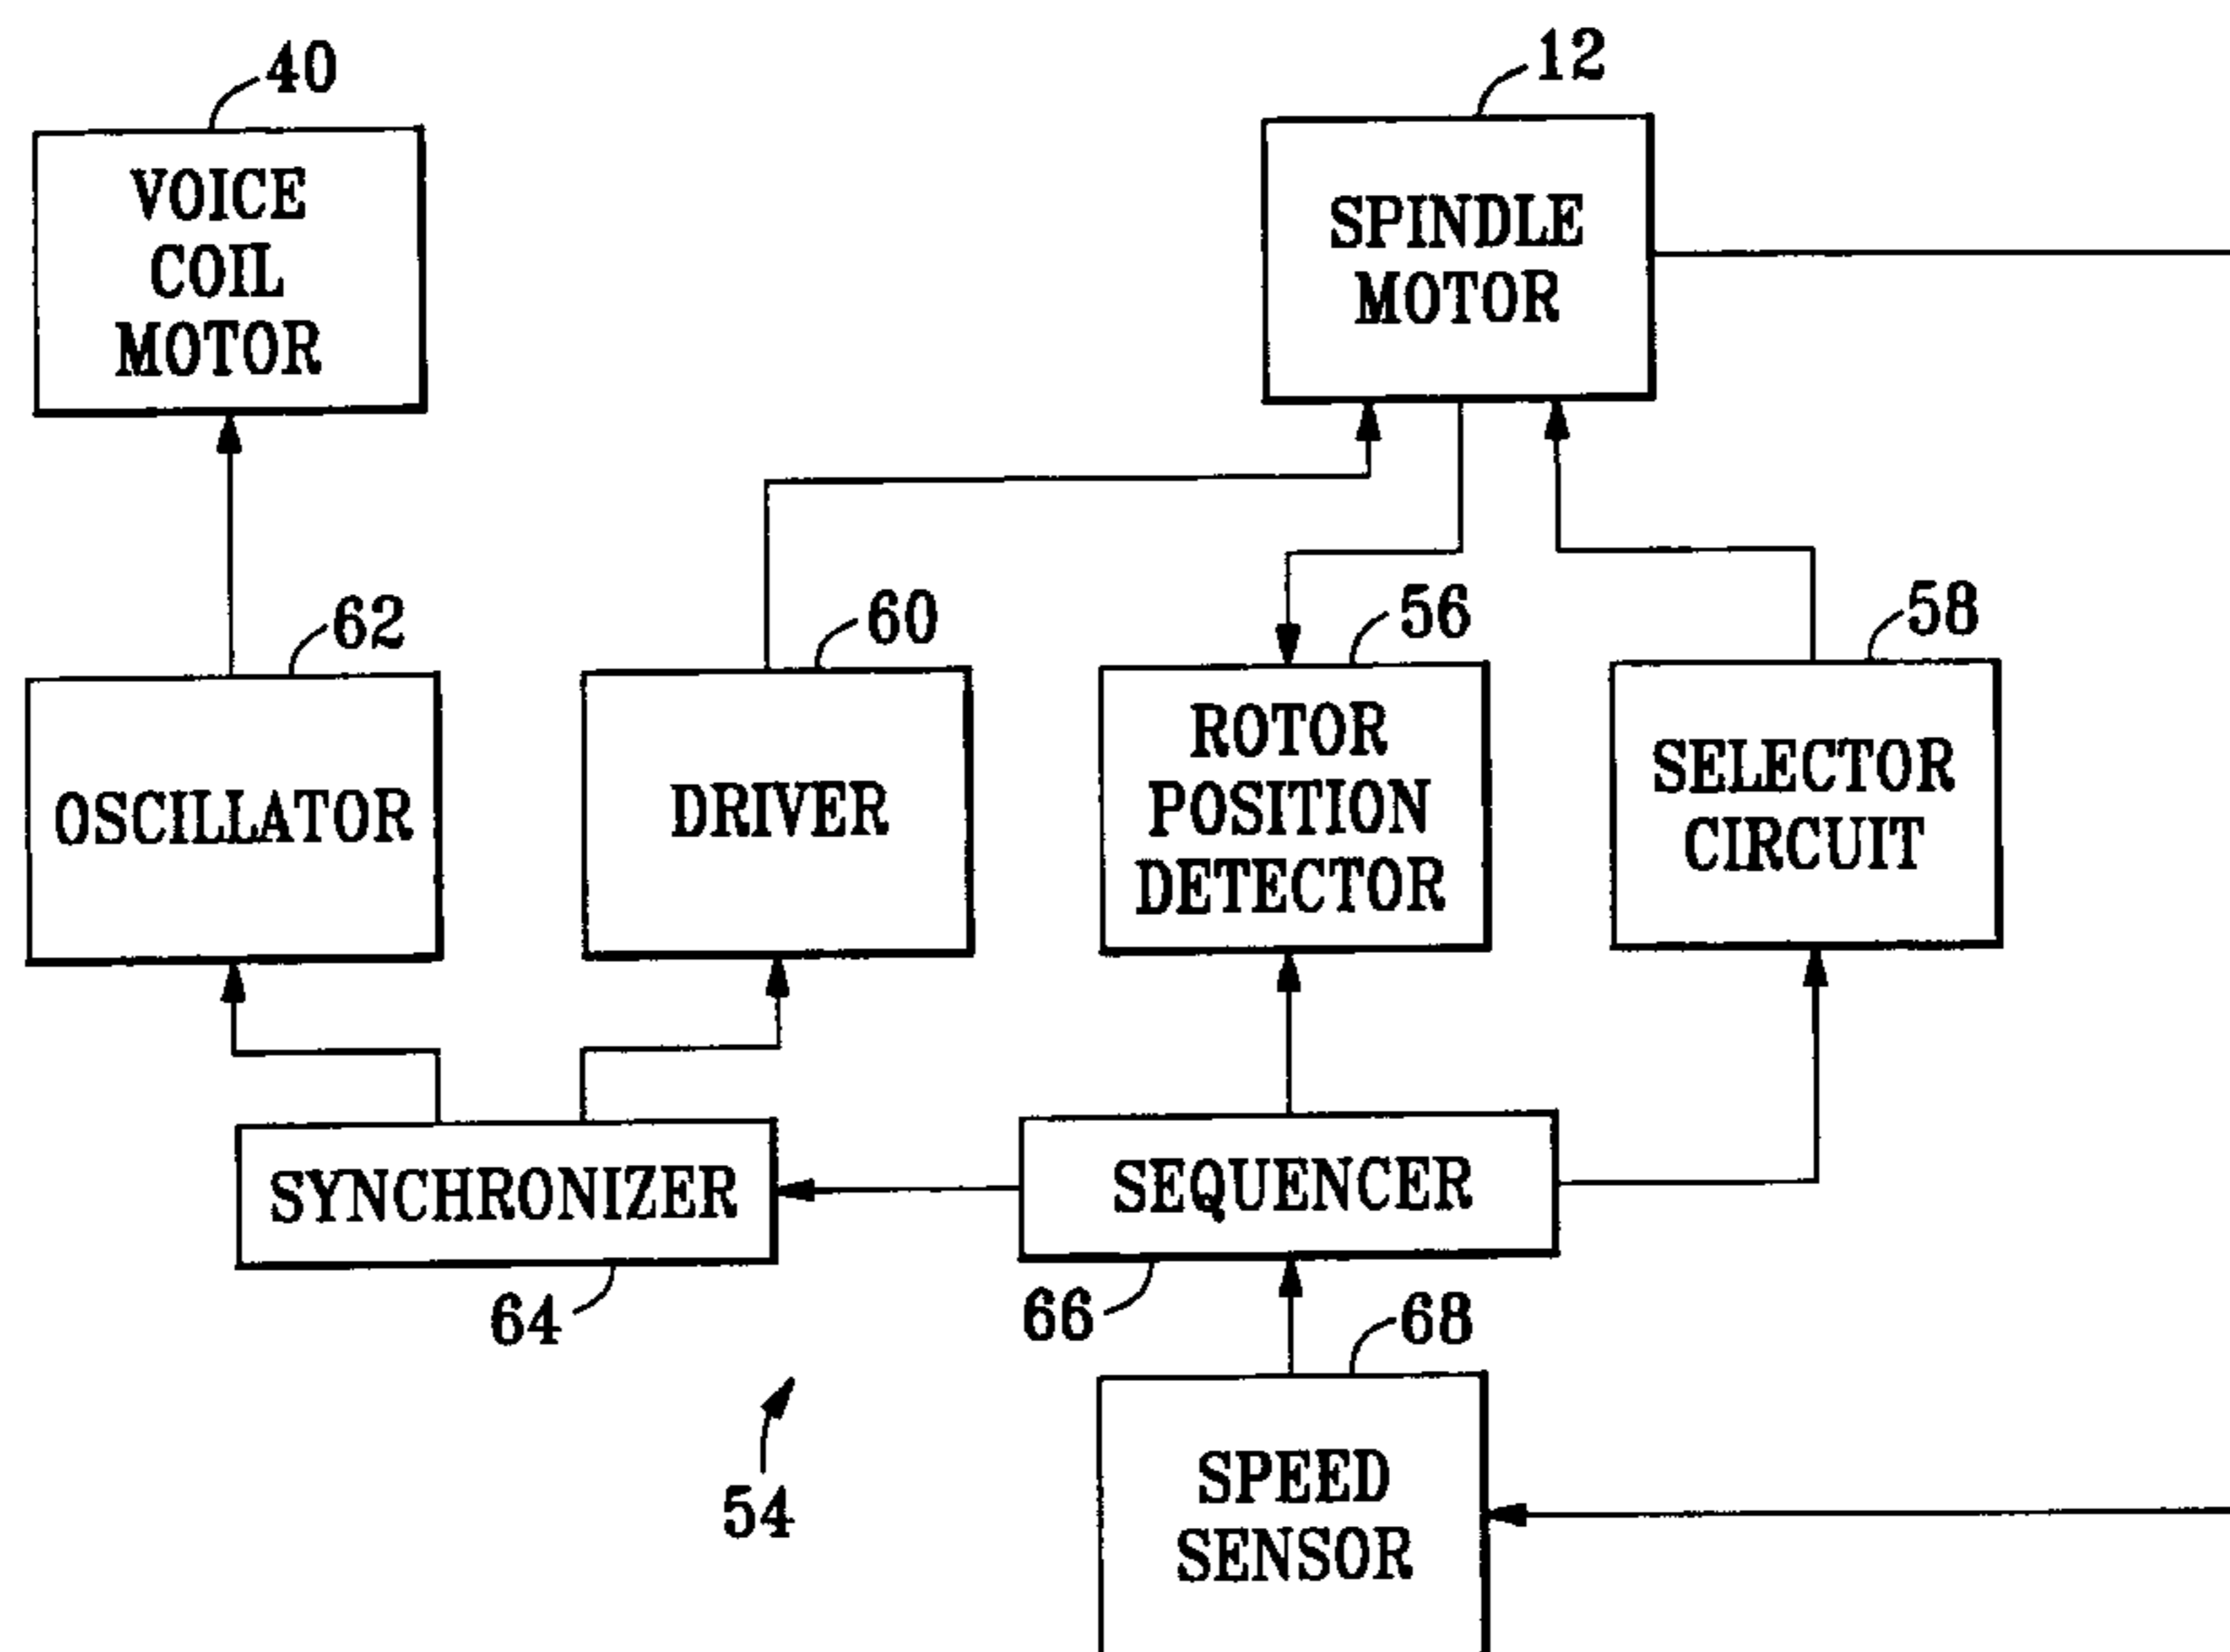 40
12
VOICE
COIL
MOTOR
SPINDLE
MOTOR
62
60
56
58
OSCILLATOR
DRIVER
ROTOR
POSITION
DETECTOR
SELECTOR
CIRCUIT
SYNCHRONIZER
SEQUENCER
64
66
68
54
SPEED
SENSOR